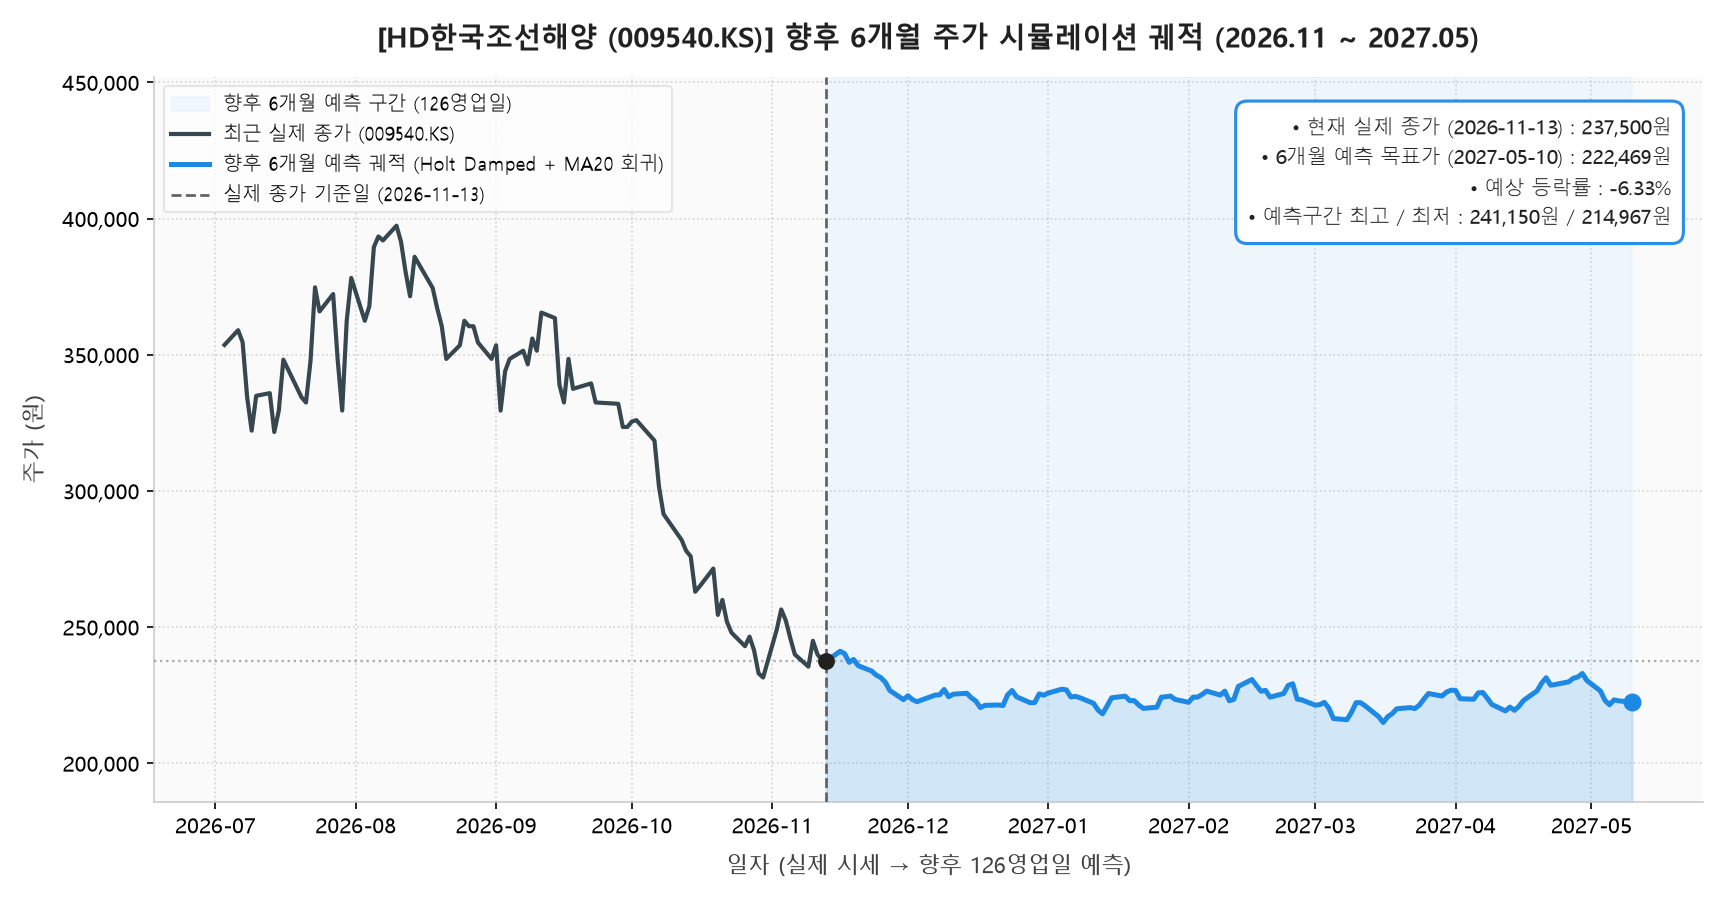 [HD한국조선해양 (009540.KS)] 향후 6개월 주가 시뮬레이션 궤적 (2026.11 ~ 2027.05)
향후 6개월 예측 구간 (126영업일)
최근 실제 종가 (009540.KS)
향후 6개월 예측 궤적 (Holt Damped + MA20 회귀)
실제 종가 기준일 (2026-11-13)
• 현재 실제 종가 (2026-11-13) : 237,500원
• 6개월 예측 목표가 (2027-05-10) : 222,469원
• 예상 등락률 : -6.33%
• 예측구간 최고 / 최저 : 241,150원 / 214,967원
주가 (원)
450,000
400,000
350,000
300,000
250,000
200,000
2026-07 2026-08 2026-09 2026-10 2026-11 2026-12 2027-01 2027-02 2027-03 2027-04 2027-05
일자 (실제 시세 → 향후 126영업일 예측)